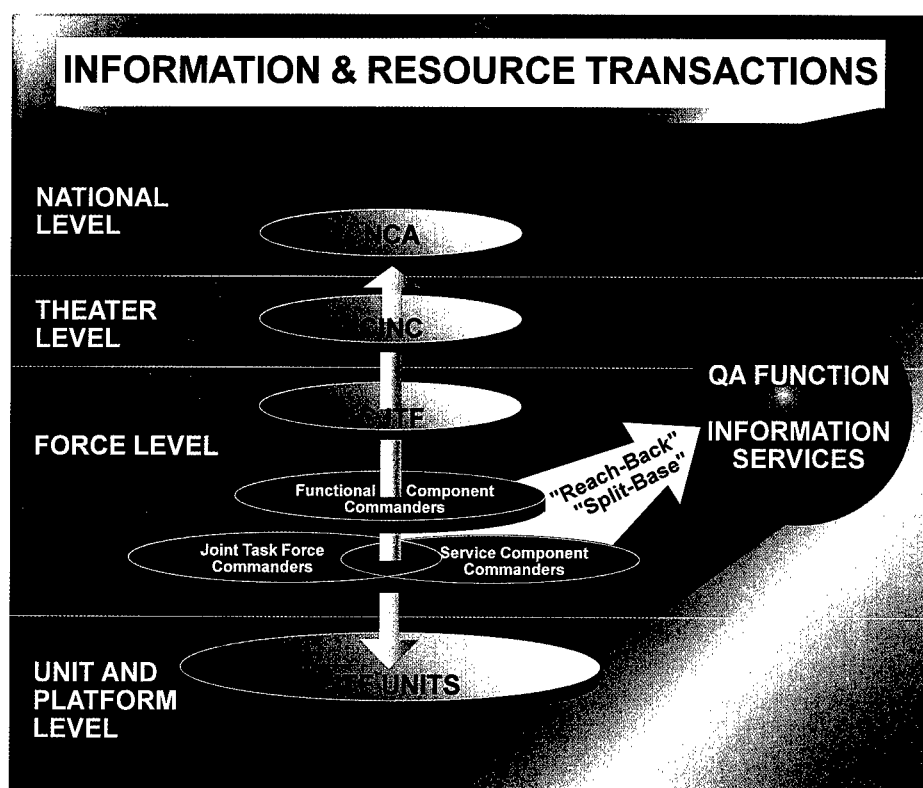 INFORMATION & RESOURCE TRANSACTIONS
NATIONAL
LEVEL
NCA
THEATER
LEVEL
CINC
FORCE LEVEL
QA FUNCTION
INFORMATION
SERVICES
"Reach-Back"
"Split-Base"
Functional Component
Commanders
Joint Task Force
Commanders
Service Component
Commanders
UNIT AND
PLATFORM
LEVEL
UNITS